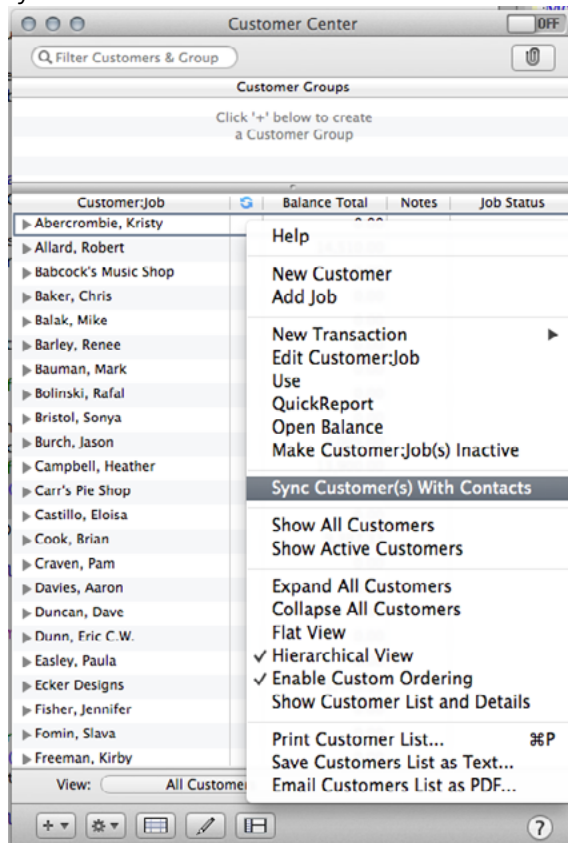 Customer Center
OFF
Filter Customers & Group
Customer Groups
Click '+' below to create
a Customer Group
Customer:Job Balance Total Notes Job Status
Abercrombie, Kristy
Allard, Robert
Babcock's Music Shop
Baker, Chris
Balak, Mike
Barley, Renee
Bauman, Mark
Bolinski, Rafal
Bristol, Sonya
Burch, Jason
Campbell, Heather
Carr's Pie Shop
Castillo, Eloisa
Cook, Brian
Craven, Pam
Davies, Aaron
Duncan, Dave
Dunn, Eric C.W.
Easley, Paula
Ecker Designs
Fisher, Jennifer
Fomin, Slava
Freeman, Kirby
Help
New Customer
Add Job
New Transaction
Edit Customer:Job
Use
QuickReport
Open Balance
Make Customer:Job(s) Inactive
Sync Customer(s) With Contacts
Show All Customers
Show Active Customers
Expand All Customers
Collapse All Customers
Flat View
✓ Hierarchical View
✓ Enable Custom Ordering
Show Customer List and Details
Print Customer List... ⌘P
Save Customers List as Text...
Email Customers List as PDF...
View: All Custome
?